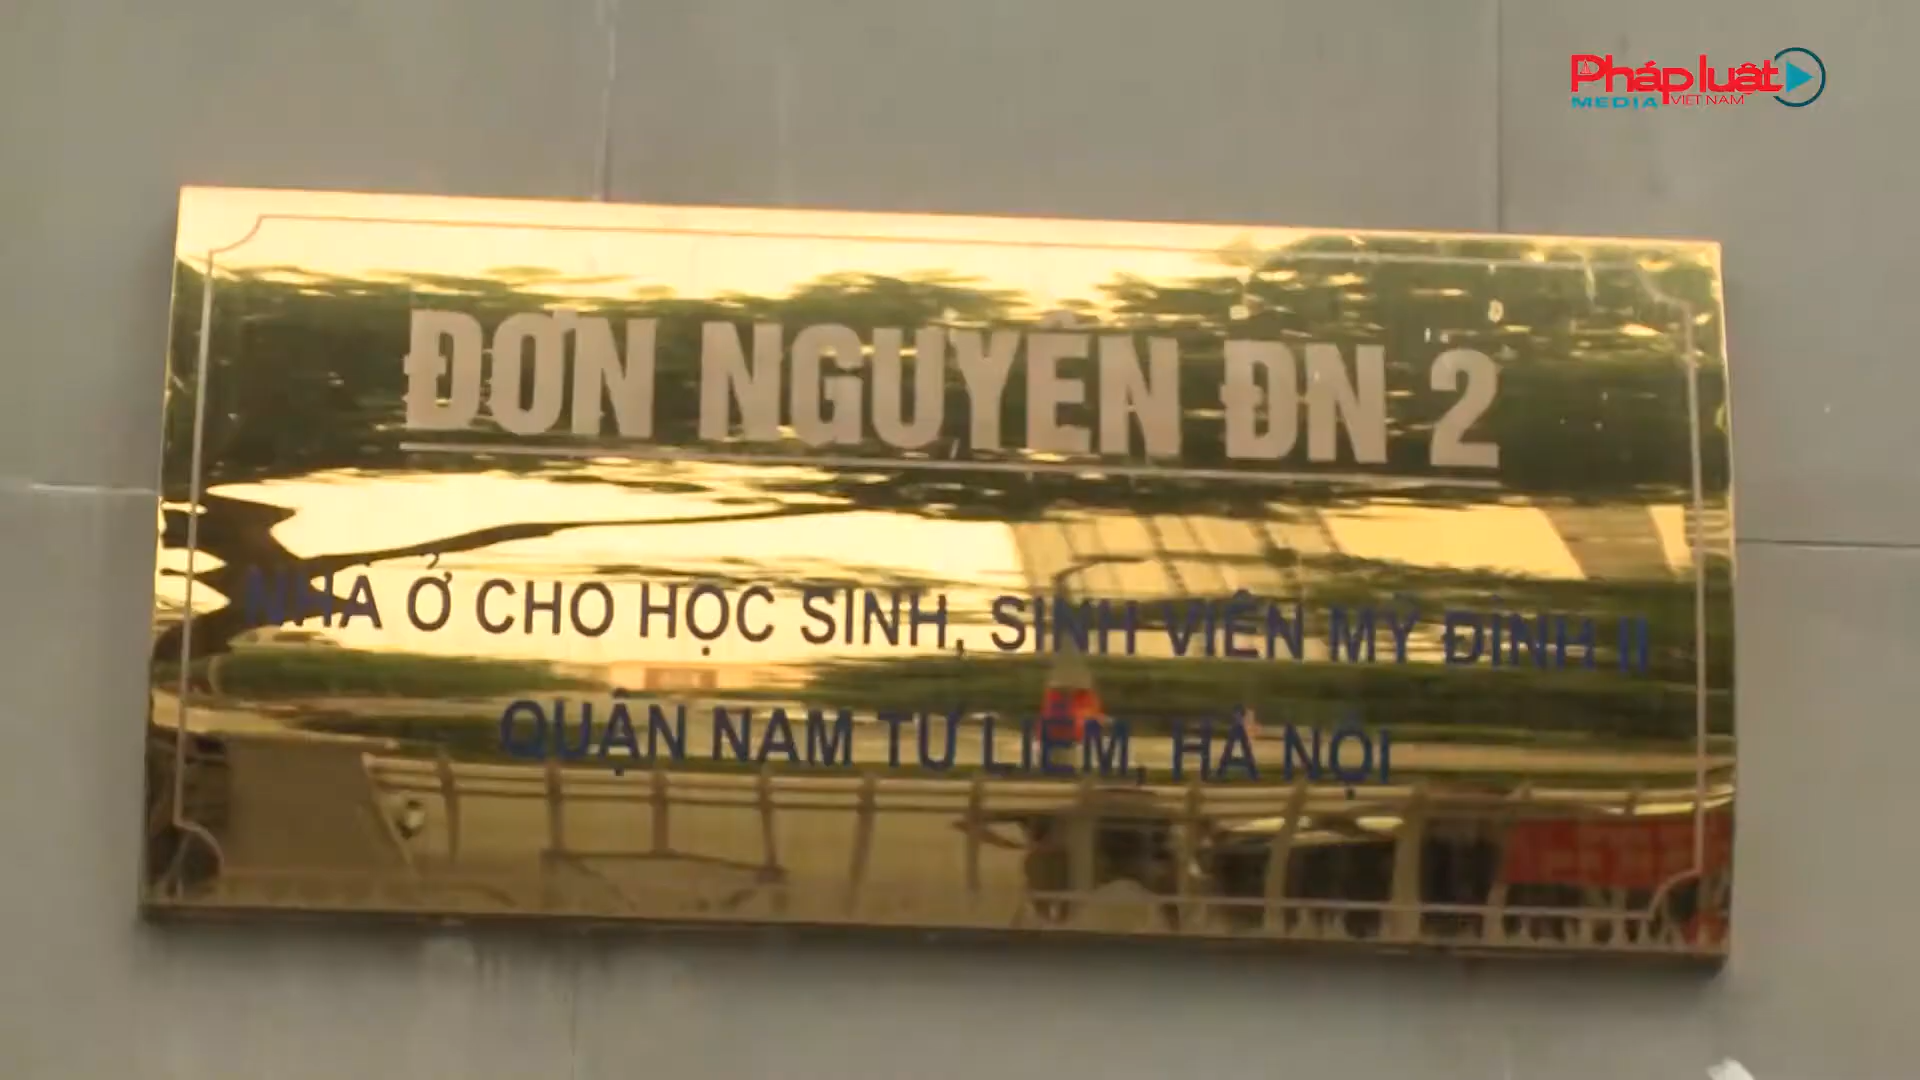 Pháp luật
MEDIA VIỆT NAM
ĐƠN NGUYÊN ĐN 2
NHÀ Ở CHO HỌC SINH, SINH VIÊN MỸ ĐÌNH II
QUẬN NAM TỪ LIÊM, HÀ NỘI